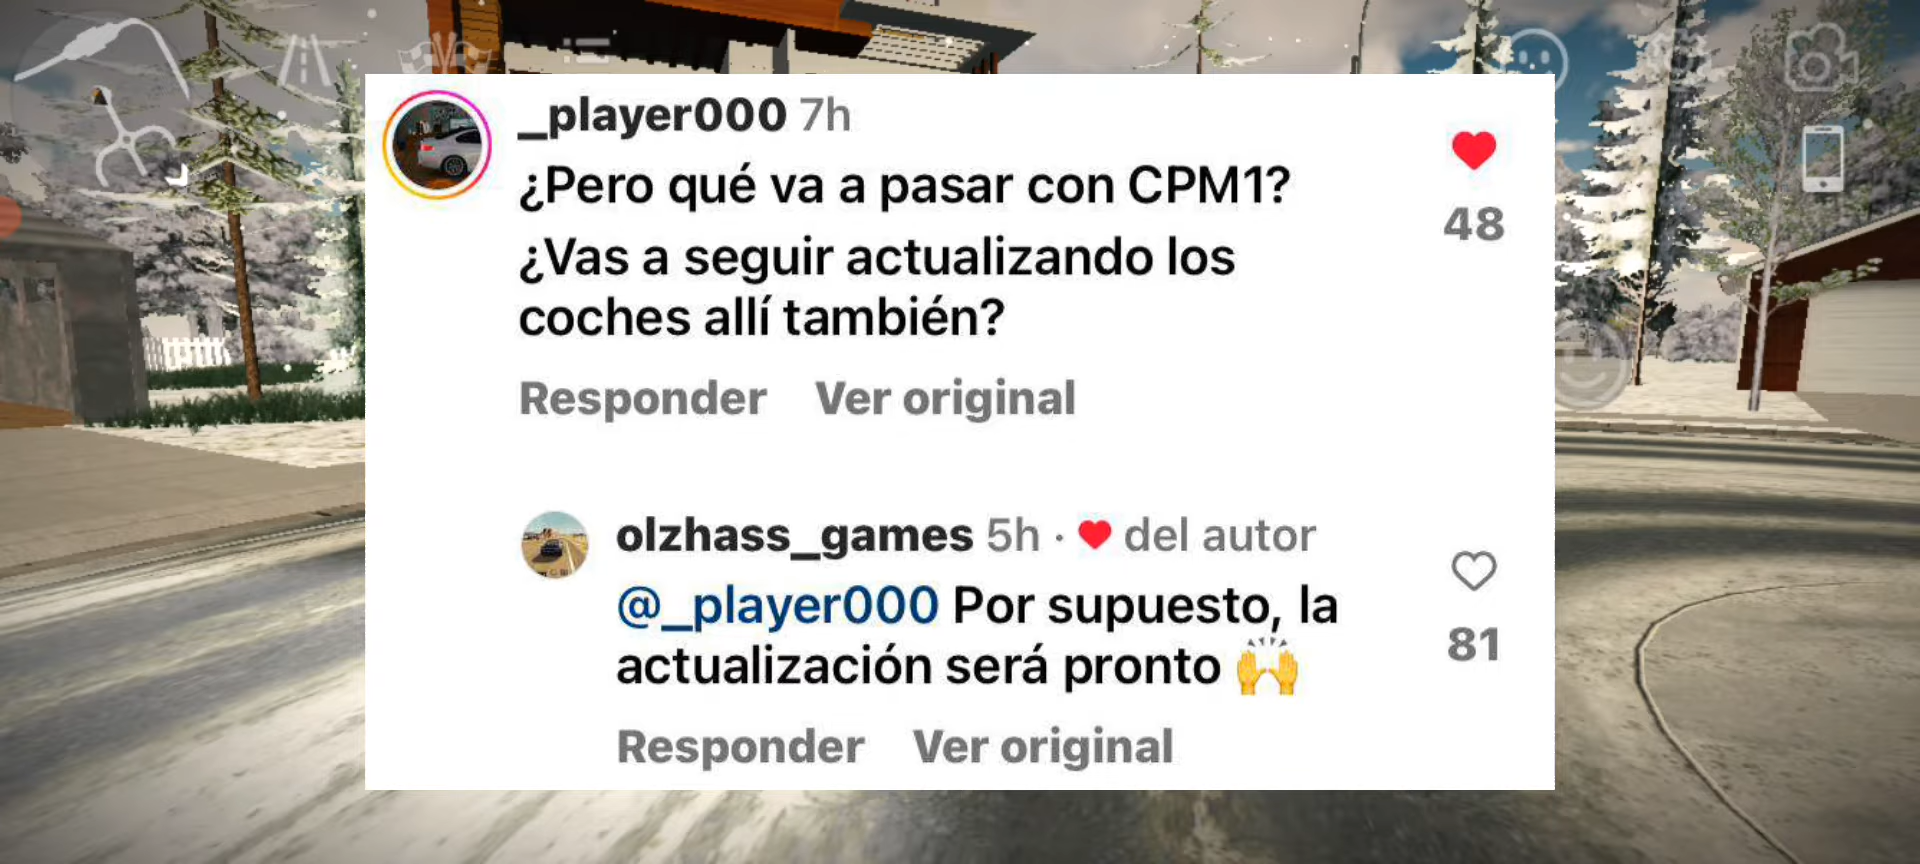 _player000 7h
¿Pero qué va a pasar con CPM1?
48
¿Vas a seguir actualizando los
coches allí también?
Responder Ver original
olzhass_games 5h · ❤️ del autor
@_player000 Por supuesto, la
actualización será pronto 🙌
81
Responder Ver original